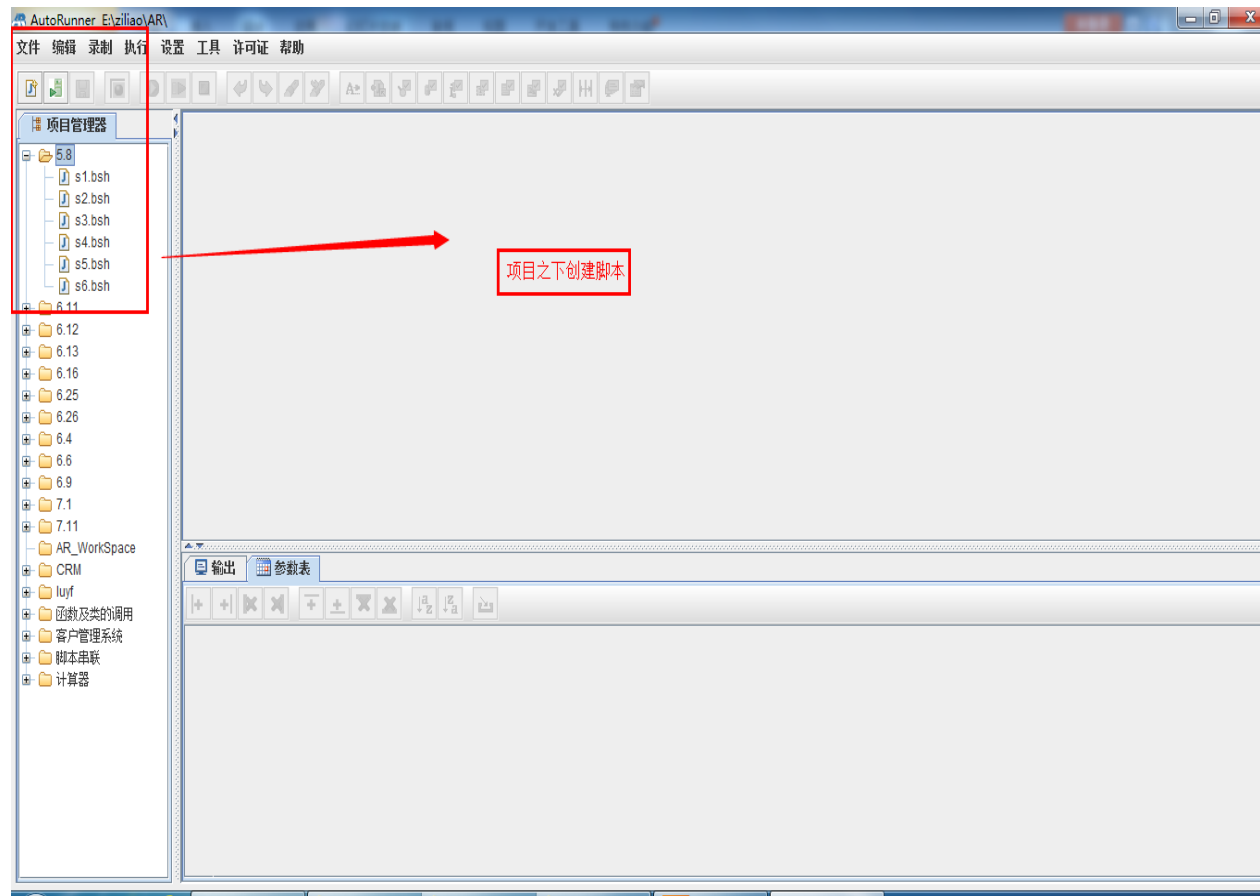 AutoRunner E:\ziliao\AR\
文件 编辑 录制 执行 设置 工具 许可证 帮助
项目管理器
5.8
s1.bsh
s2.bsh
s3.bsh
s4.bsh
s5.bsh
s6.bsh
6.11
6.12
6.13
6.16
6.25
6.26
6.4
6.6
6.9
7.1
7.11
AR_WorkSpace
CRM
luyf
函数及类的调用
客户管理系统
脚本串联
计算器
项目之下创建脚本
输出 参数表